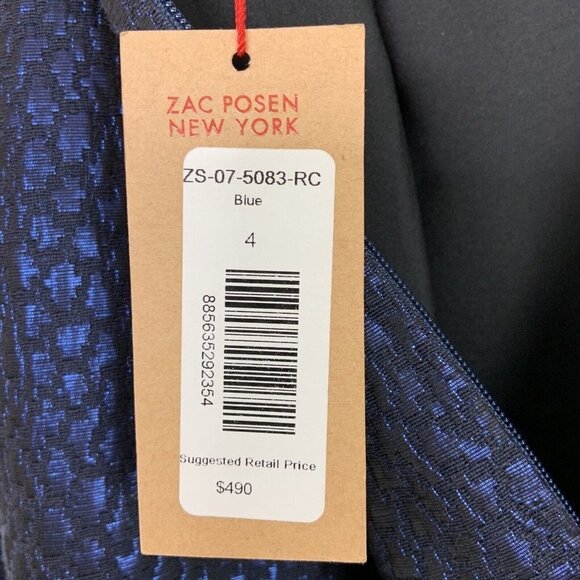 ZAC POSEN
NEW YORK
ZS-07-5083-RC
Blue
4
885635292354
Suggested Retail Price
$490